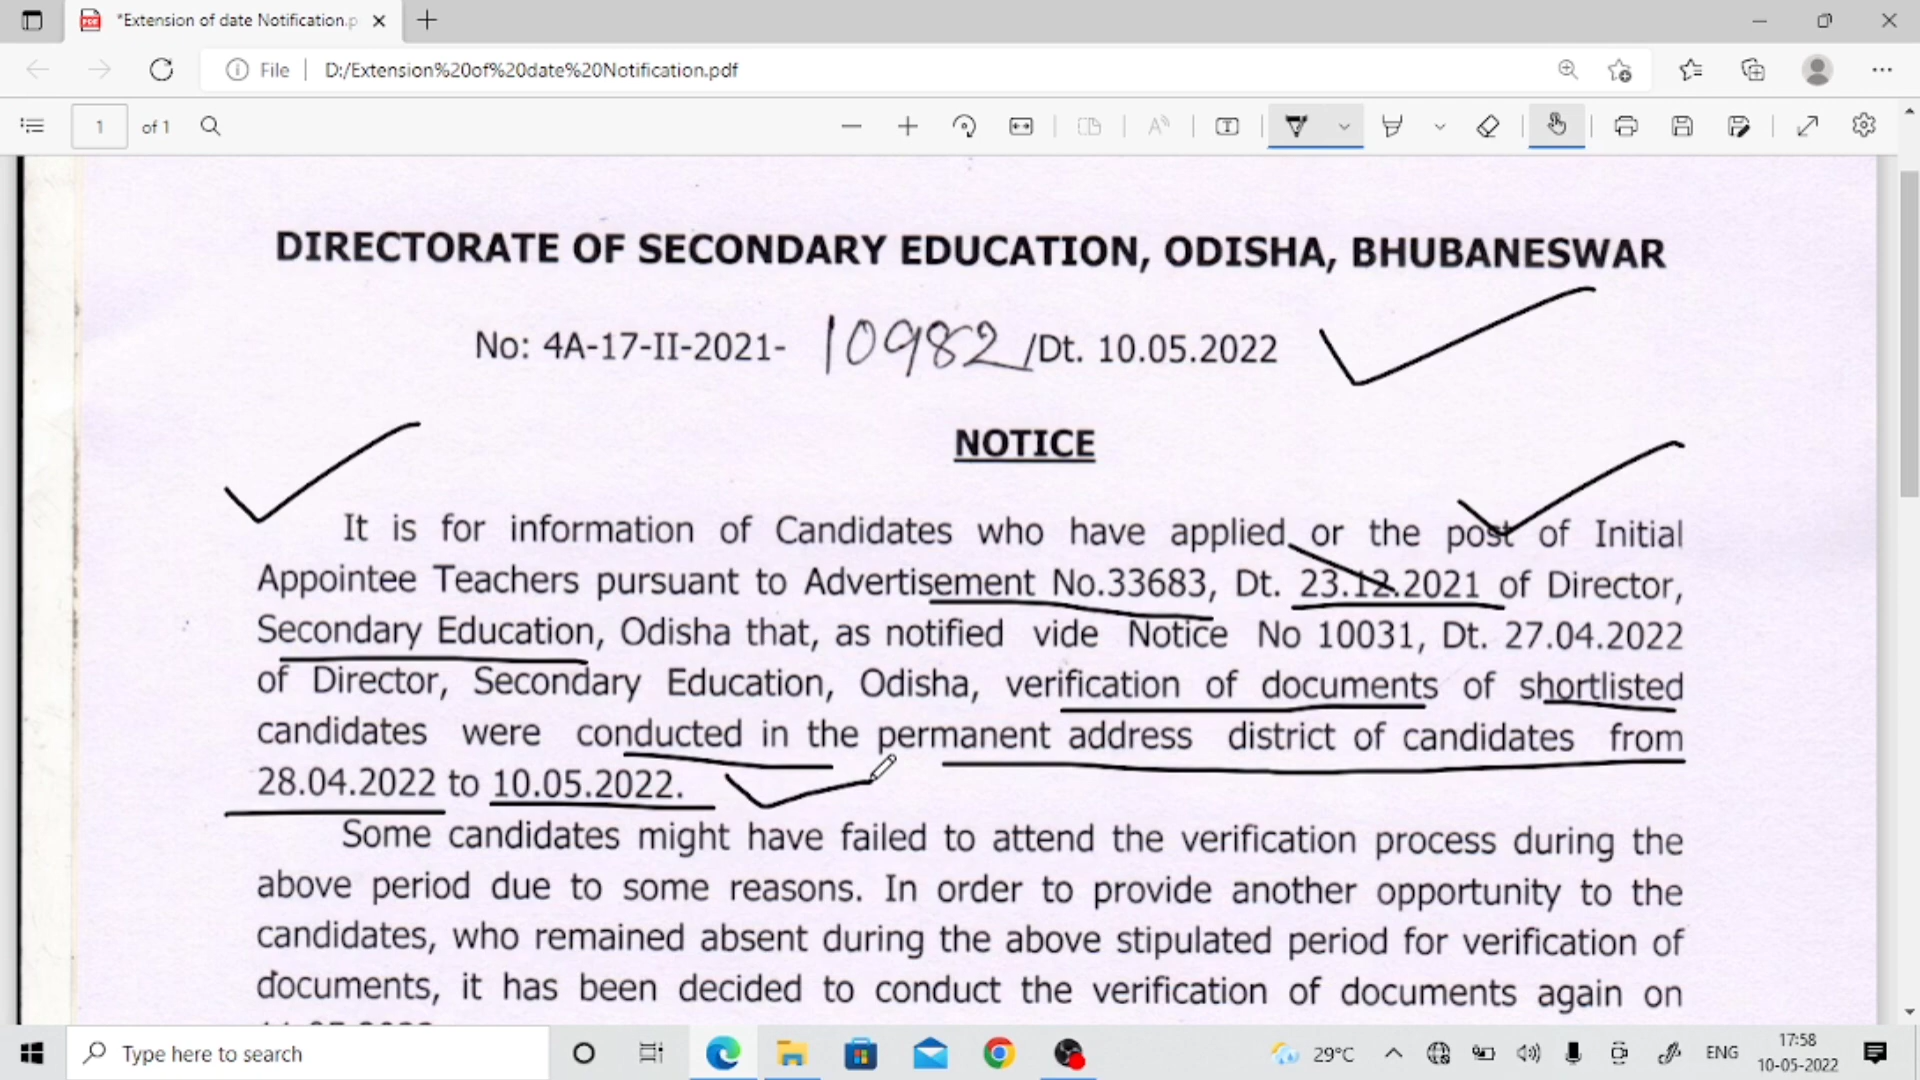 *Extension of date Notification.p
File
D:/Extension%20of%20date%20Notification.pdf
1 of 1
DIRECTORATE OF SECONDARY EDUCATION, ODISHA, BHUBANESWAR
No: 4A-17-II-2021- 10982 /Dt. 10.05.2022
NOTICE
It is for information of Candidates who have applied or the post of Initial
Appointee Teachers pursuant to Advertisement No.33683, Dt. 23.12.2021 of Director,
Secondary Education, Odisha that, as notified vide Notice No 10031, Dt. 27.04.2022
of Director, Secondary Education, Odisha, verification of documents of shortlisted
candidates were conducted in the permanent address district of candidates from
28.04.2022 to 10.05.2022.
Some candidates might have failed to attend the verification process during the
above period due to some reasons. In order to provide another opportunity to the
candidates, who remained absent during the above stipulated period for verification of
documents, it has been decided to conduct the verification of documents again on
Type here to search
29°C
ENG
17:58
10-05-2022